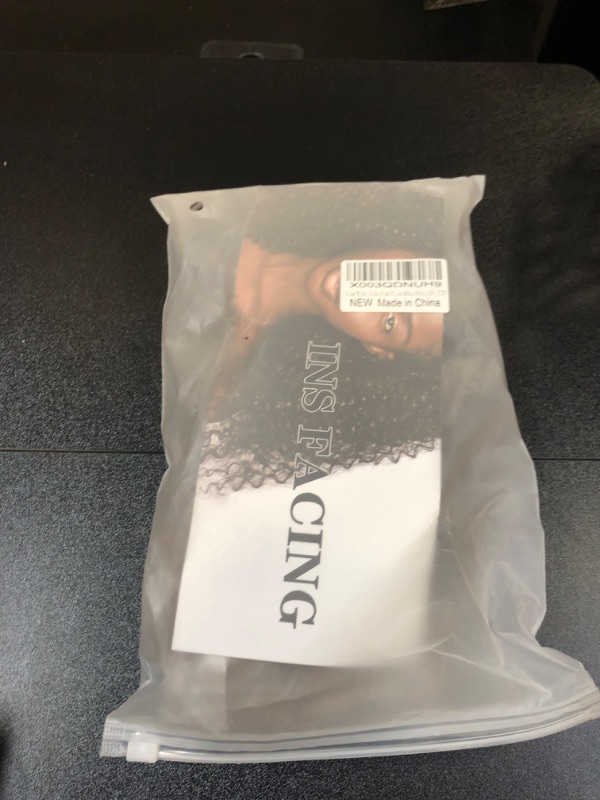 X003QDNUH9
NEW Made in China
INS FACING